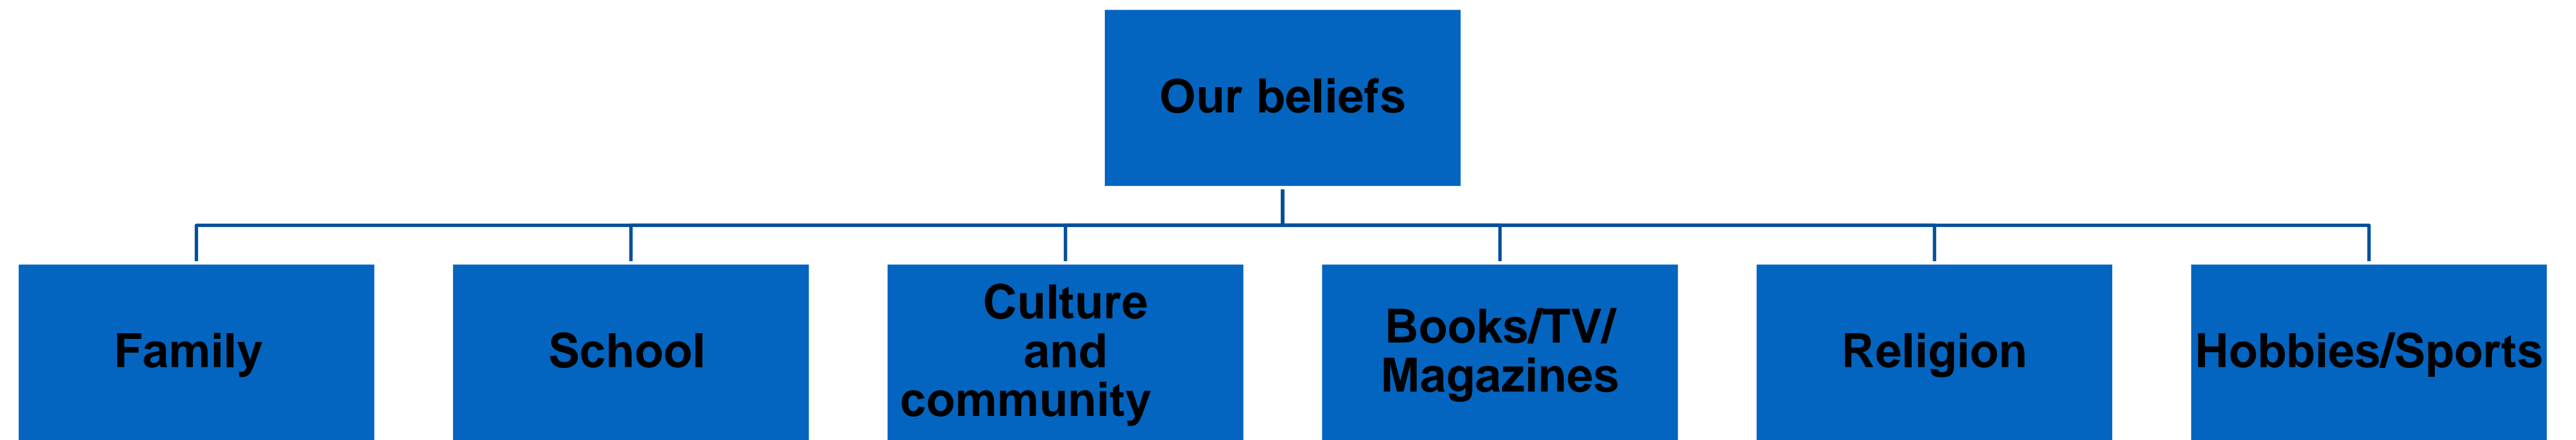 Our beliefs
Family
School
Culture
and
community
Books/TV/
Magazines
Religion
Hobbies/Sports